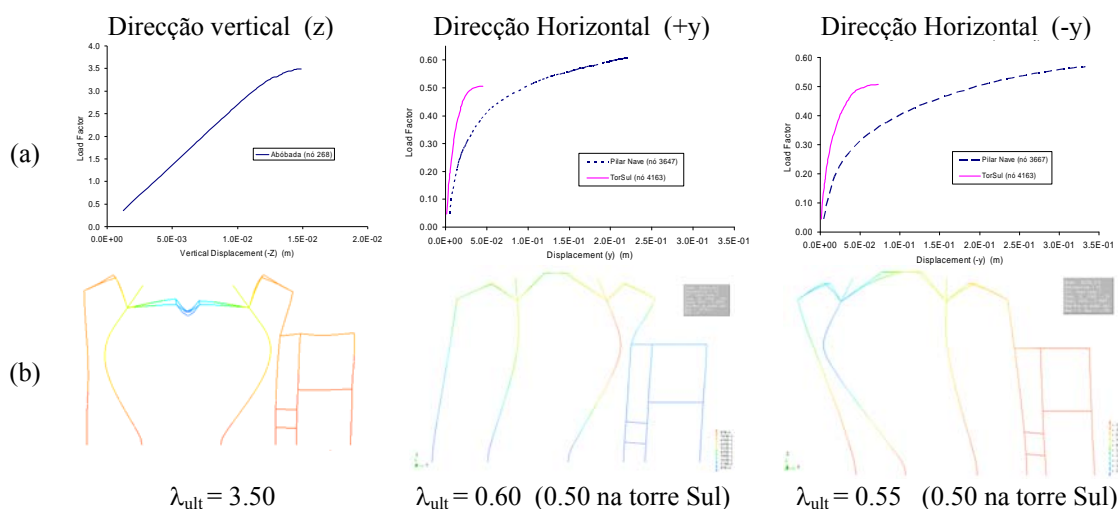 Direcção vertical (z)
Direcção Horizontal (+y)
Direcção Horizontal (-y)
(a)
4.0
3.5
3.0
2.5
2.0
1.5
1.0
0.5
0.0
Load Factor
0.0E+00 5.0E-03 1.0E-02 1.5E-02 2.0E-02
Vertical Displacement (-Z) (m)
Abóbada (nó 268)
0.60
0.50
0.40
0.30
0.20
0.10
0.00
Load Factor
0.0E+00 5.0E-02 1.0E-01 1.5E-01 2.0E-01 2.5E-01 3.0E-01 3.5E-01
Displacement (y) (m)
Pilar Nave (nó 3647)
TorSul (nó 4163)
0.60
0.50
0.40
0.30
0.20
0.10
0.00
Load Factor
0.0E+00 5.0E-02 1.0E-01 1.5E-01 2.0E-01 2.5E-01 3.0E-01 3.5E-01
Displacement (-y) (m)
Pilar Nave (nó 3667)
TorSul (nó 4163)
(b)
λult = 3.50
λult = 0.60 (0.50 na torre Sul)
λult = 0.55 (0.50 na torre Sul)